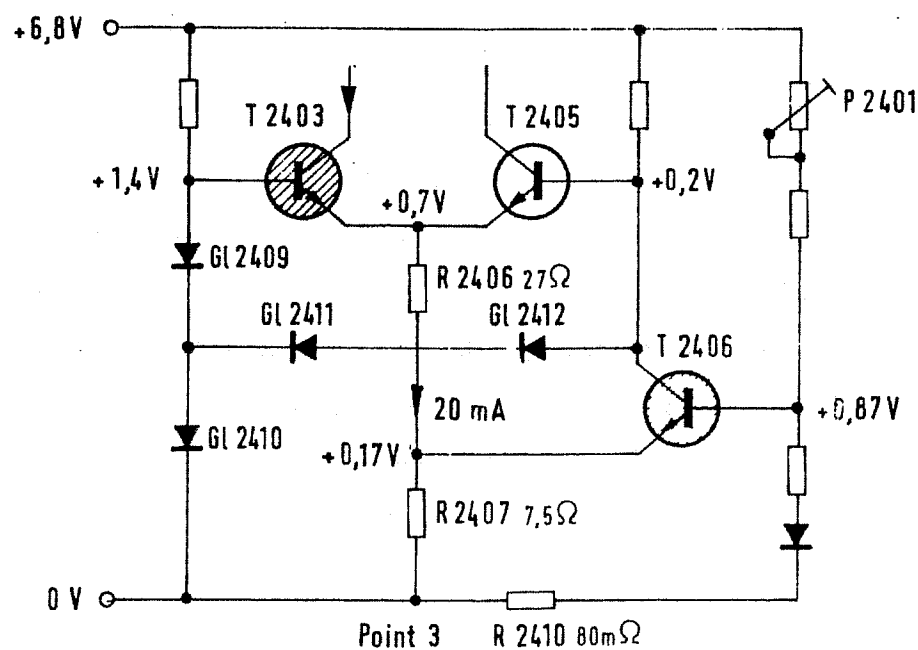 +6,8V
P 2401
T 2403
T 2405
+1,4V
+0,7V
+0,2V
Gl 2409
R 2406 27Ω
Gl 2411
Gl 2412
T 2406
20 mA
+0,87V
Gl 2410
+0,17V
R 2407 7,5Ω
0 V
Point 3
R 2410 80mΩ